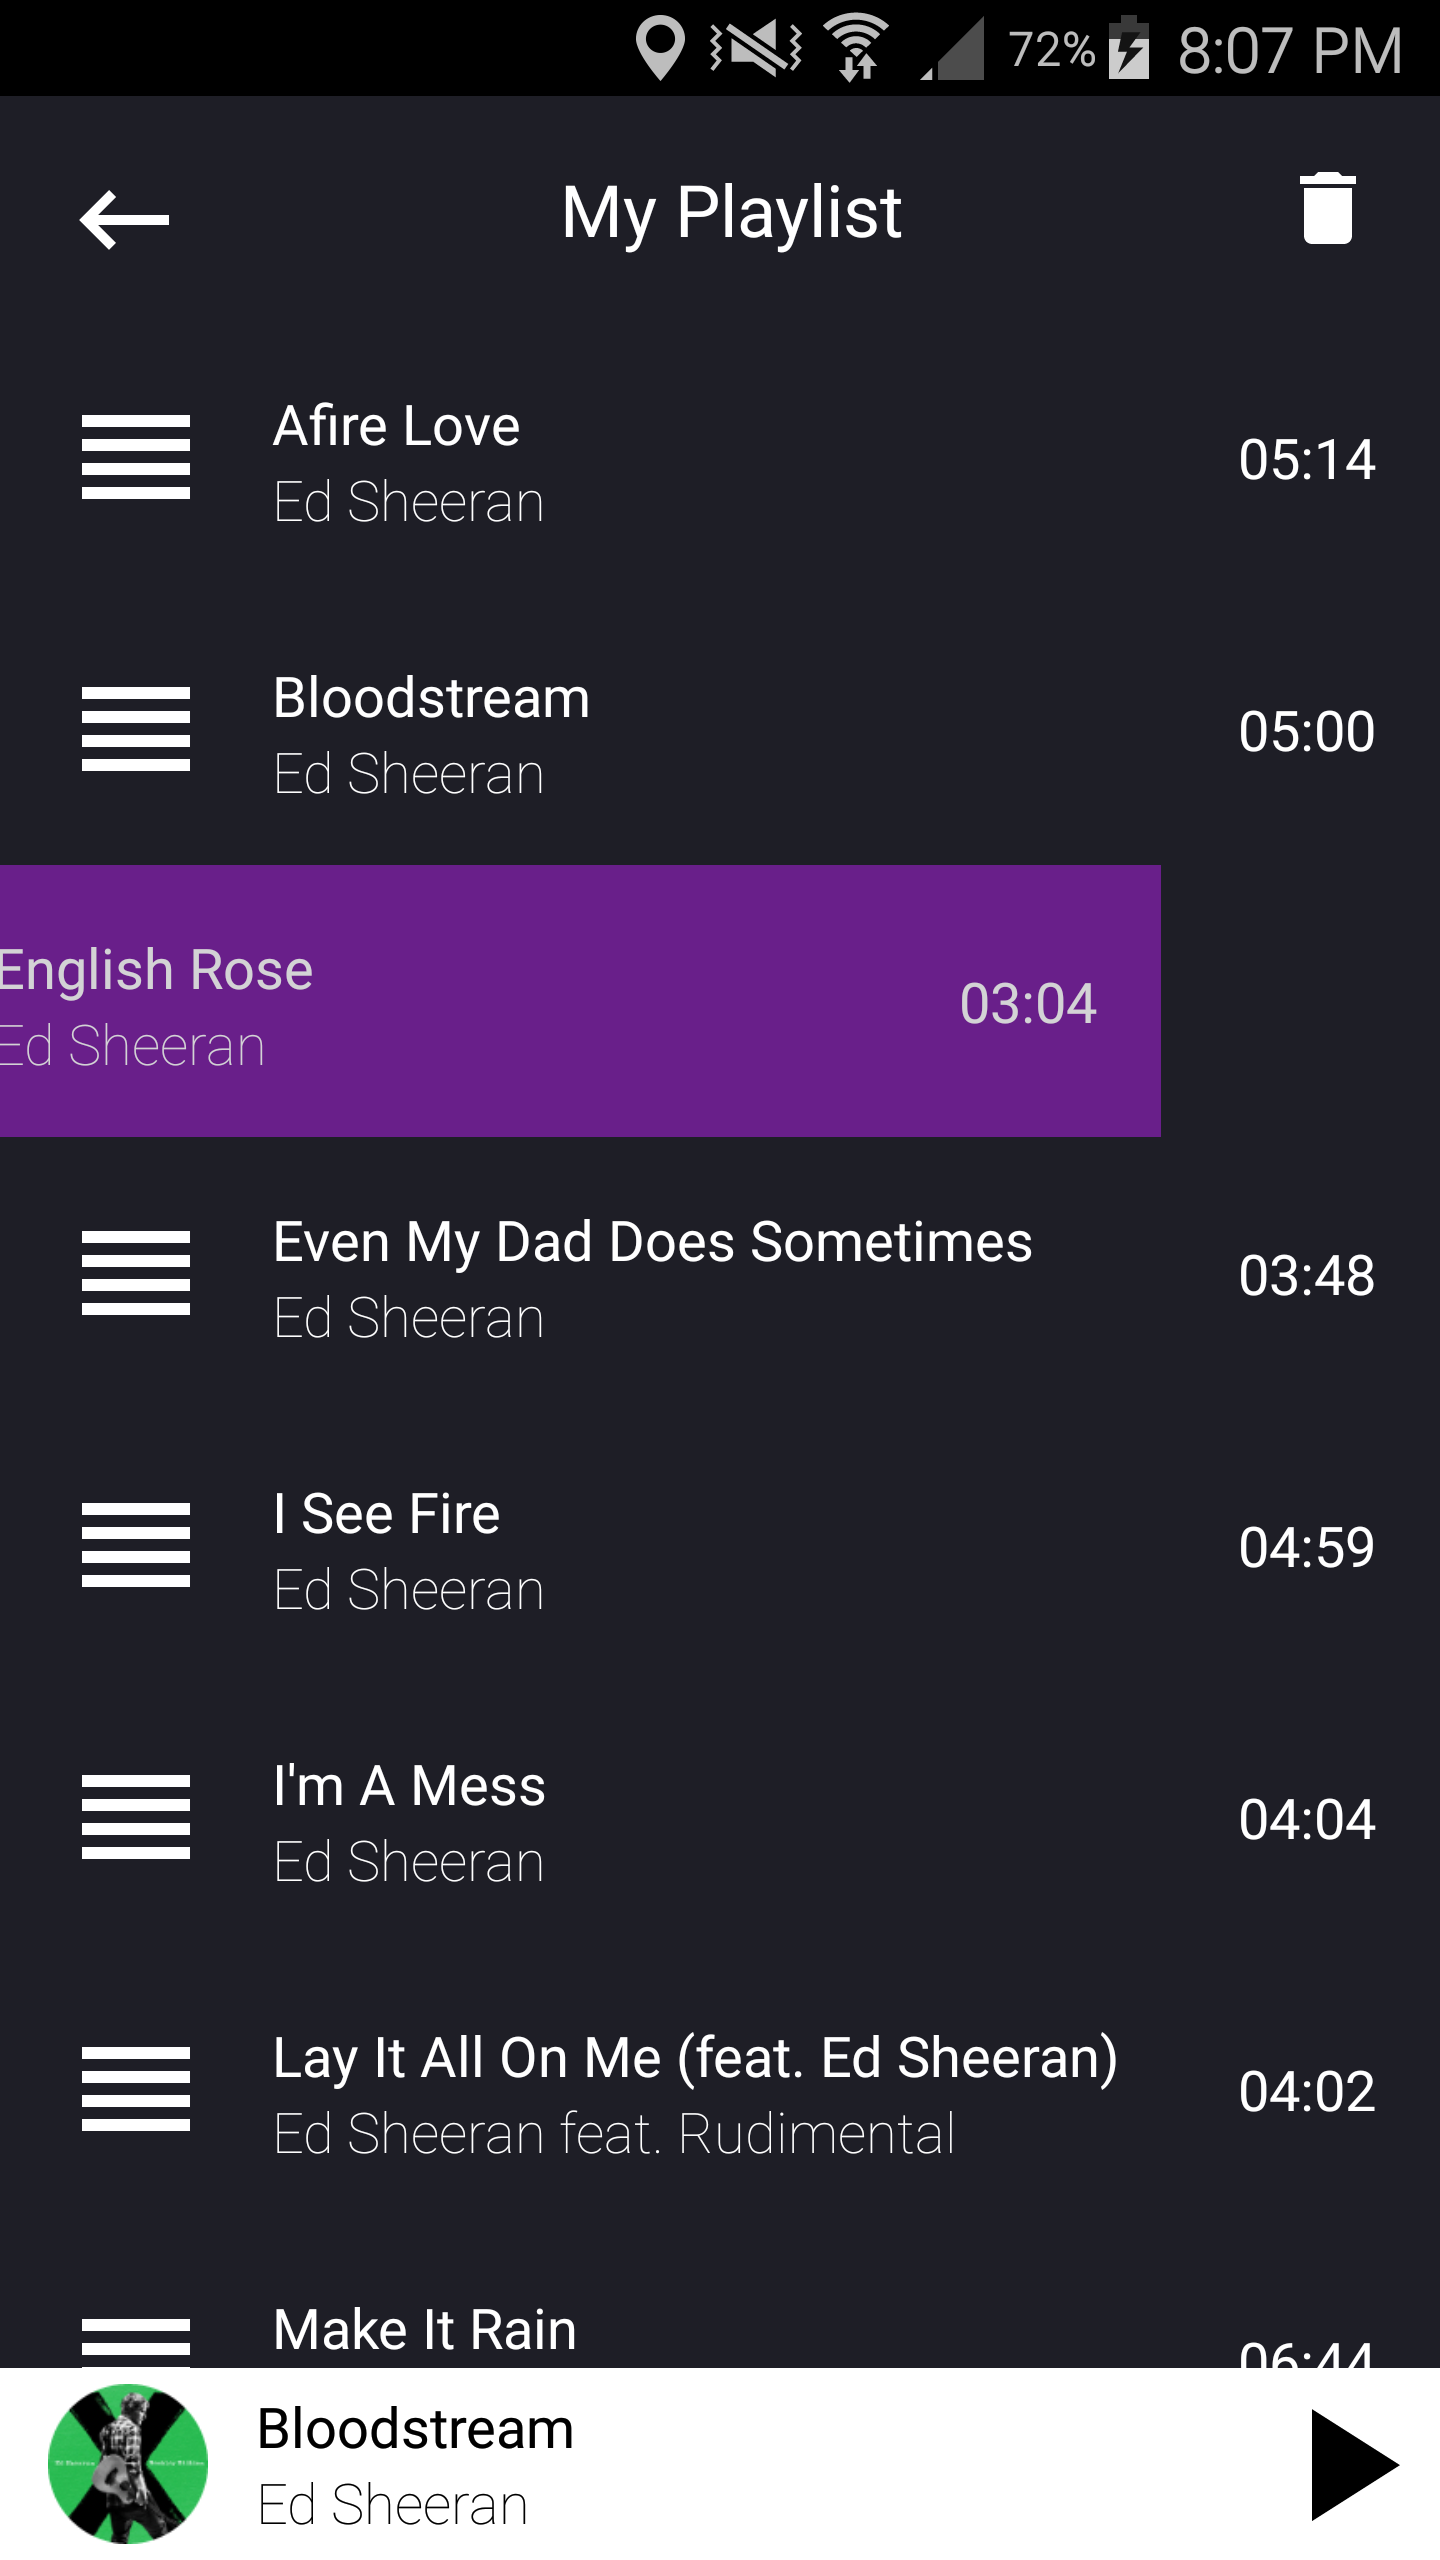 72% 8:07 PM
My Playlist
Afire Love
Ed Sheeran
05:14
Bloodstream
Ed Sheeran
05:00
English Rose
Ed Sheeran
03:04
Even My Dad Does Sometimes
Ed Sheeran
03:48
I See Fire
Ed Sheeran
04:59
I'm A Mess
Ed Sheeran
04:04
Lay It All On Me (feat. Ed Sheeran)
Ed Sheeran feat. Rudimental
04:02
Make It Rain
06:44
Bloodstream
Ed Sheeran